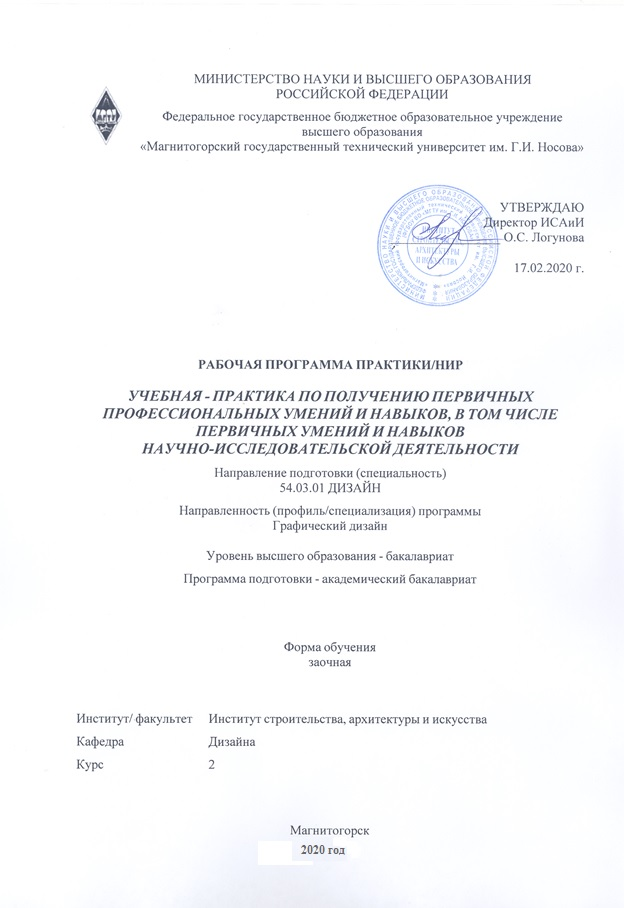 МИНИСТЕРСТВО НАУКИ И ВЫСШЕГО ОБРАЗОВАНИЯ
РОССИЙСКОЙ ФЕДЕРАЦИИ
Федеральное государственное бюджетное образовательное учреждение
высшего образования
«Магнитогорский государственный технический университет им. Г.И. Носова»
УТВЕРЖДАЮ
Директор ИСАиИ
О.С. Логунова
17.02.2020 г.
РАБОЧАЯ ПРОГРАММА ПРАКТИКИ/НИР
УЧЕБНАЯ - ПРАКТИКА ПО ПОЛУЧЕНИЮ ПЕРВИЧНЫХ
ПРОФЕССИОНАЛЬНЫХ УМЕНИЙ И НАВЫКОВ, В ТОМ ЧИСЛЕ
ПЕРВИЧНЫХ УМЕНИЙ И НАВЫКОВ
НАУЧНО-ИССЛЕДОВАТЕЛЬСКОЙ ДЕЯТЕЛЬНОСТИ
Направление подготовки (специальность)
54.03.01 ДИЗАЙН
Направленность (профиль/специализация) программы
Графический дизайн
Уровень высшего образования - бакалавриат
Программа подготовки - академический бакалавриат
Форма обучения
заочная
Институт/ факультет Институт строительства, архитектуры и искусства
Кафедра Дизайна
Курс 2
Магнитогорск
2020 год